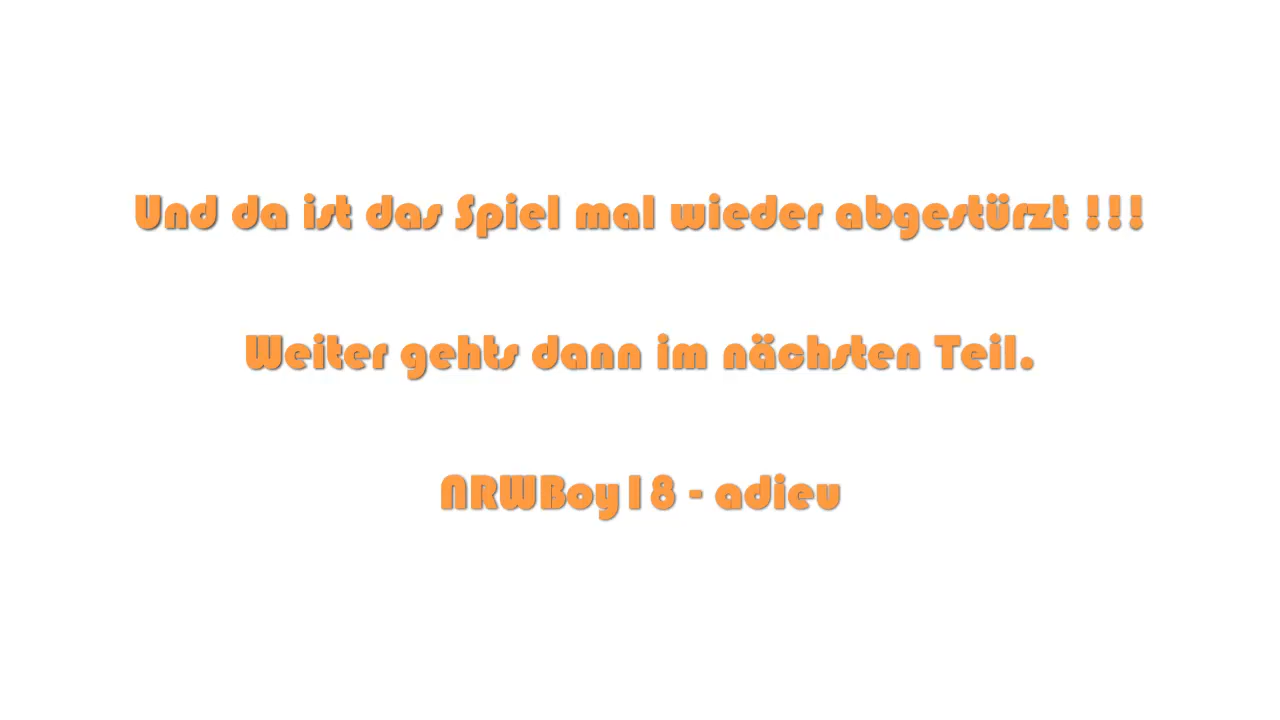 Und da ist das Spiel mal wieder abgestürzt !!!
Weiter gehts dann im nächsten Teil.
NRWBoy18 - adieu